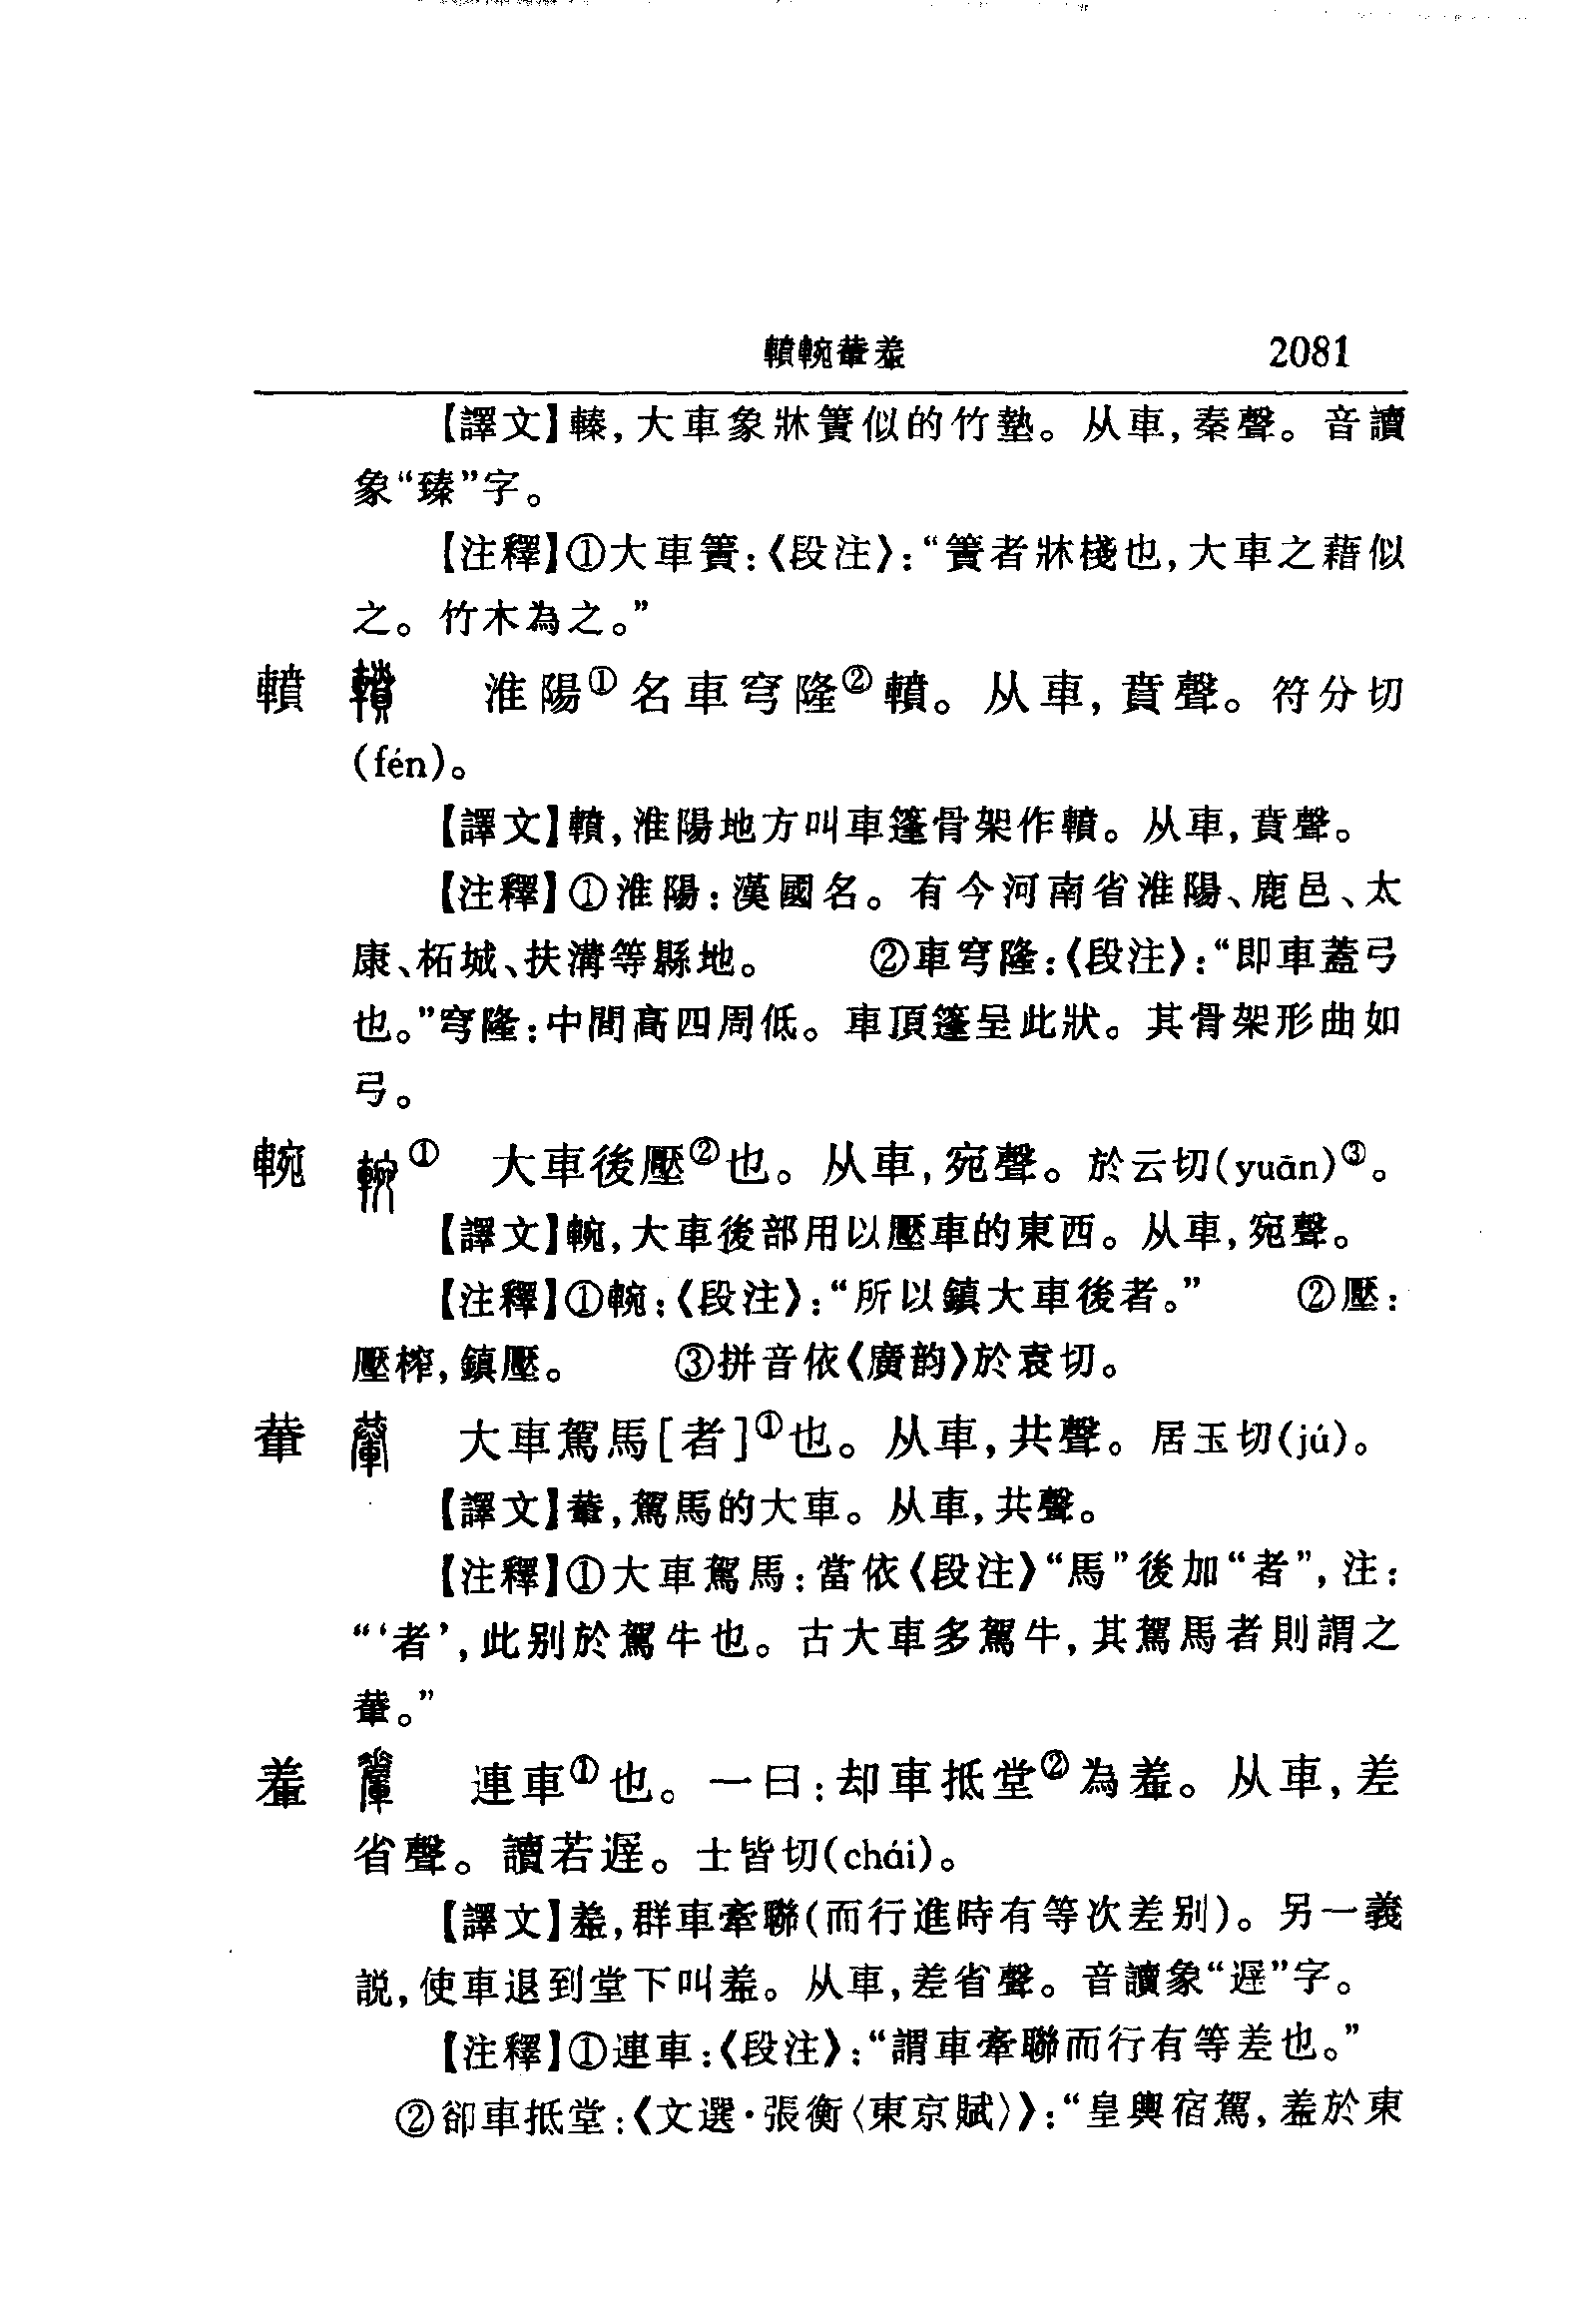 轒䡝輂𨌅 2081
【譯文】轃,大車象牀簀似的竹墊。从車,秦聲。音讀
象“臻”字。
【注釋】①大車簀:《段注》:“簀者牀棧也,大車之藉似
之。竹木為之。”
轒 淮陽①名車穹隆②轒。从車,賁聲。符分切
(fén)。
【譯文】轒,淮陽地方叫車篷骨架作轒。从車,賁聲。
【注釋】①淮陽:漢國名。有今河南省淮陽、鹿邑、太
康、柘城、扶溝等縣地。 ②車穹隆:《段注》:“即車蓋弓
也。”穹隆:中間高四周低。車頂篷呈此狀。其骨架形曲如
弓。
䡝 ① 大車後壓②也。从車,宛聲。於云切(yuān)③。
【譯文】䡝,大車後部用以壓車的東西。从車,宛聲。
【注釋】①䡝:《段注》:“所以鎮大車後者。” ②壓:
壓榨,鎮壓。 ③拼音依《廣韵》於袁切。
輂 大車駕馬[者]①也。从車,共聲。居玉切(jú)。
【譯文】輂,駕馬的大車。从車,共聲。
【注釋】①大車駕馬:當依《段注》“馬”後加“者”,注:
“‘者’,此别於駕牛也。古大車多駕牛,其駕馬者則謂之
輂。”
𨌅 連車①也。一曰:却車抵堂②為𨌅。从車,差
省聲。讀若遲。士皆切(chái)。
【譯文】𨌅,群車牽聯(而行進時有等次差别)。另一義
説,使車退到堂下叫𨌅。从車,差省聲。音讀象“遲”字。
【注釋】①連車:《段注》:“謂車牽聯而行有等差也。”
②卻車抵堂:《文選·張衡〈東京賦〉》:“皇輿宿駕,𨌅於東